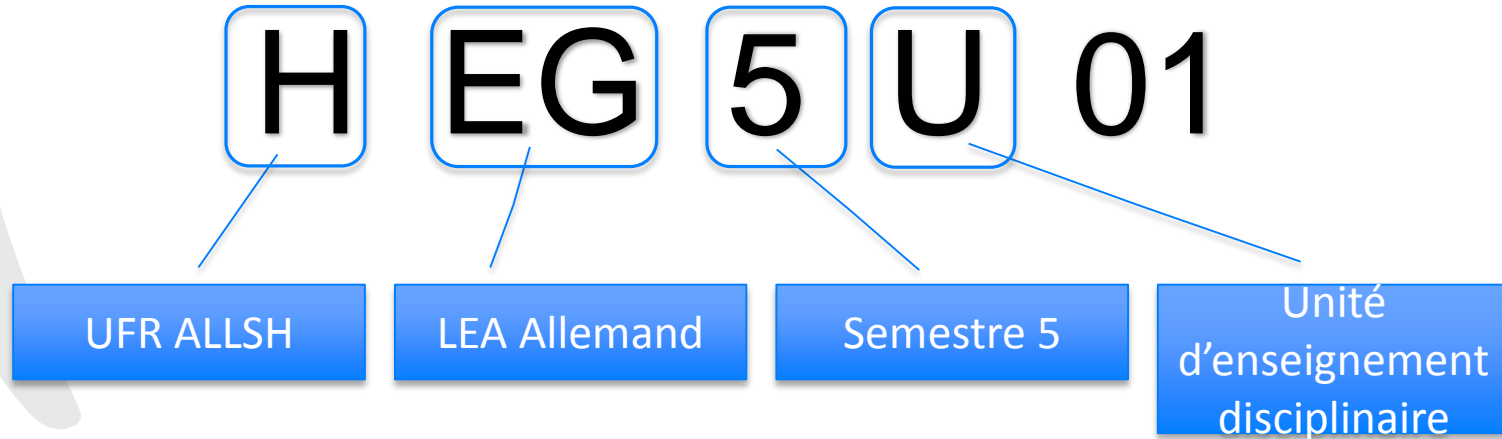 H EG 5 U 01
UFR ALLSH
LEA Allemand
Semestre 5
Unité
d’enseignement
disciplinaire